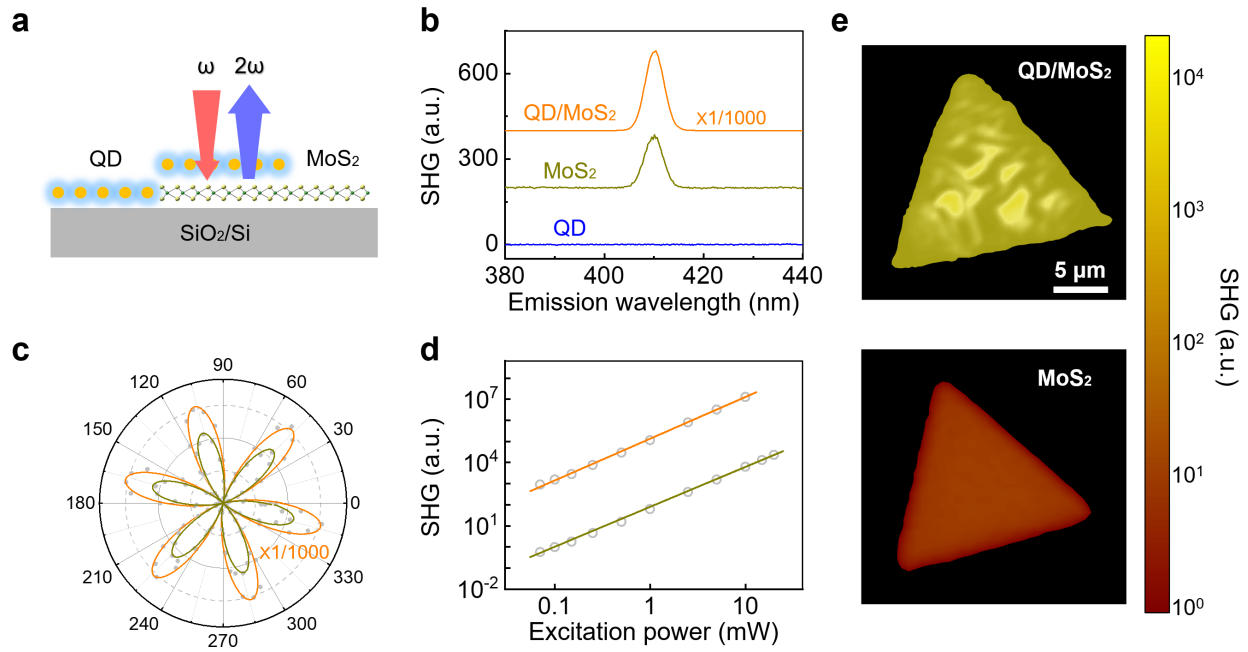 a
ω
2ω
QD
MoS₂
SiO₂/Si
b
SHG (a.u.)
600
300
0
QD/MoS₂
x1/1000
MoS₂
QD
380
400
420
440
Emission wavelength (nm)
c
90
60
30
0
330
300
270
240
210
180
150
120
x1/1000
d
SHG (a.u.)
10⁷
10⁴
10¹
10⁻²
0.1
1
10
Excitation power (mW)
e
QD/MoS₂
5 μm
MoS₂
10⁴
10³
10²
10¹
10⁰
SHG (a.u.)